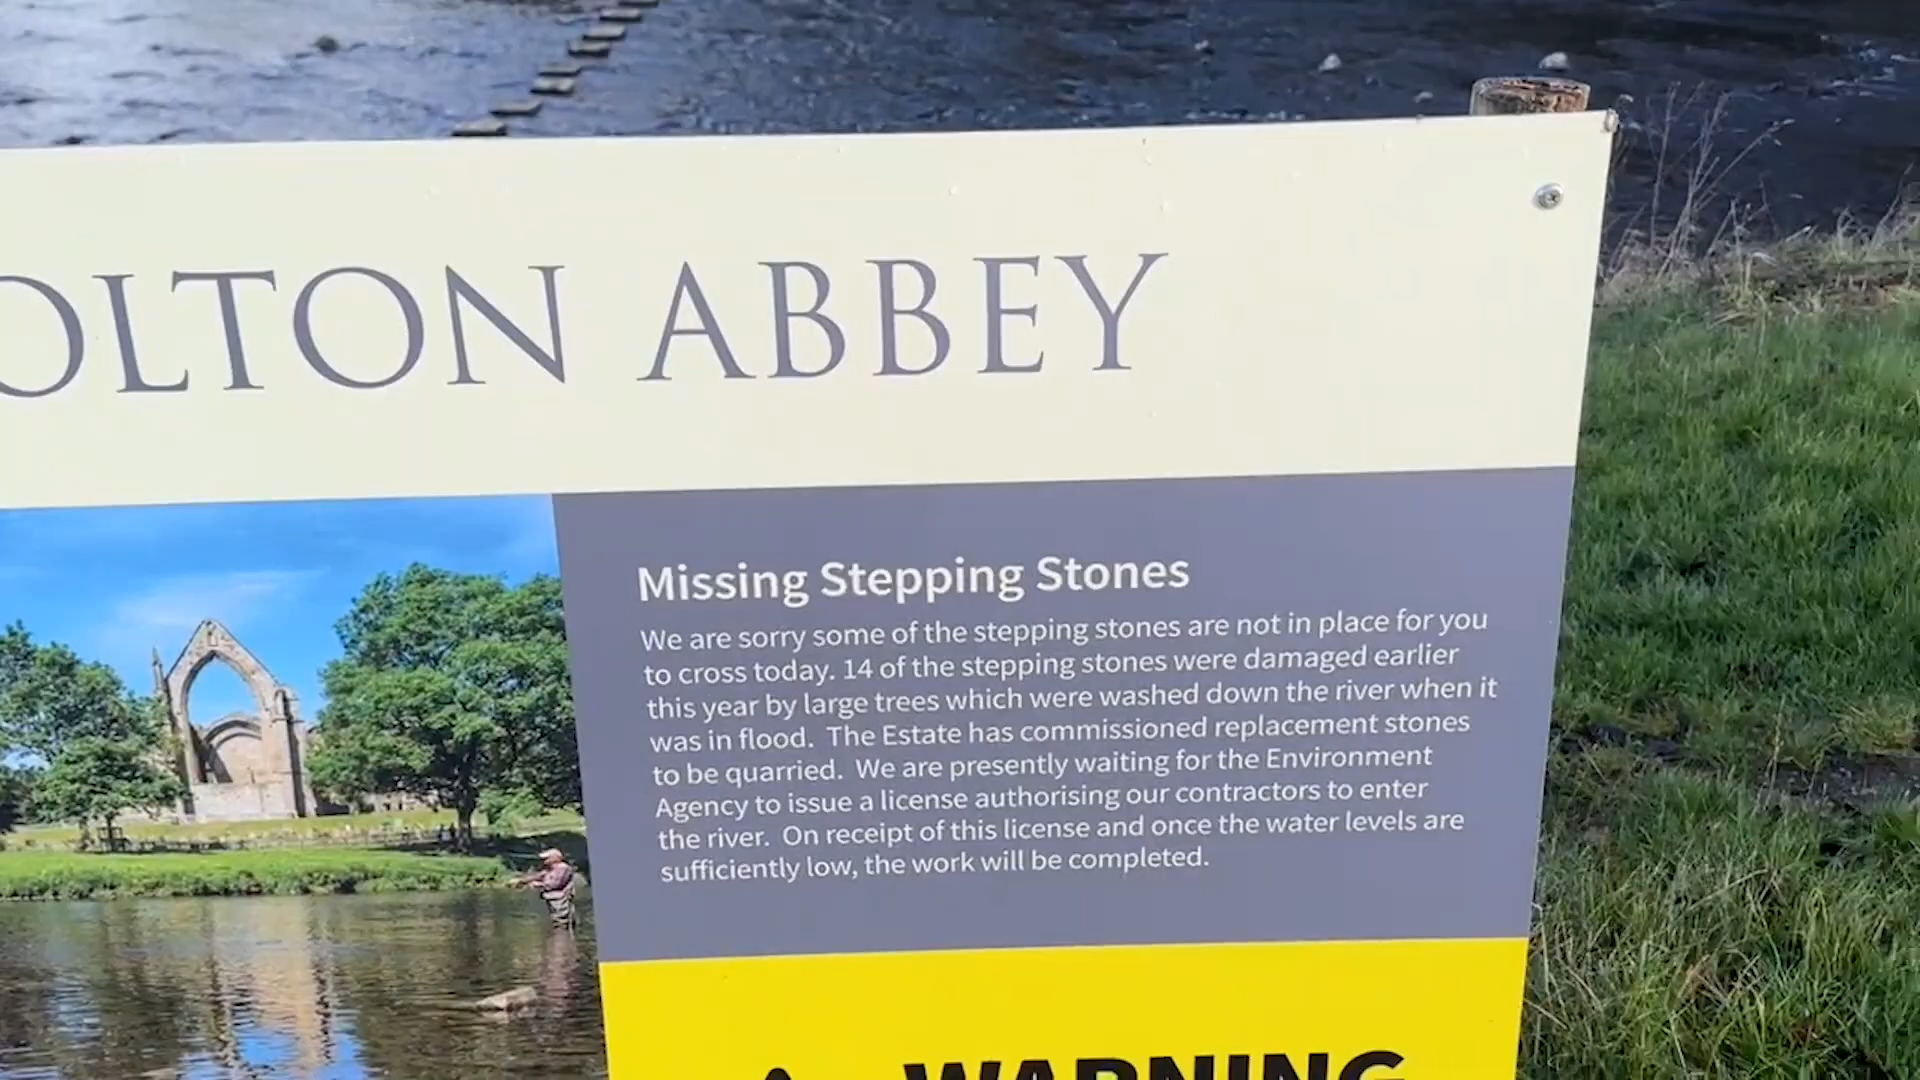 OLTON ABBEY
Missing Stepping Stones
We are sorry some of the stepping stones are not in place for you
to cross today. 14 of the stepping stones were damaged earlier
this year by large trees which were washed down the river when it
was in flood.  The Estate has commissioned replacement stones
to be quarried.  We are presently waiting for the Environment
Agency to issue a license authorising our contractors to enter
the river.  On receipt of this license and once the water levels are
sufficiently low, the work will be completed.
WARNING